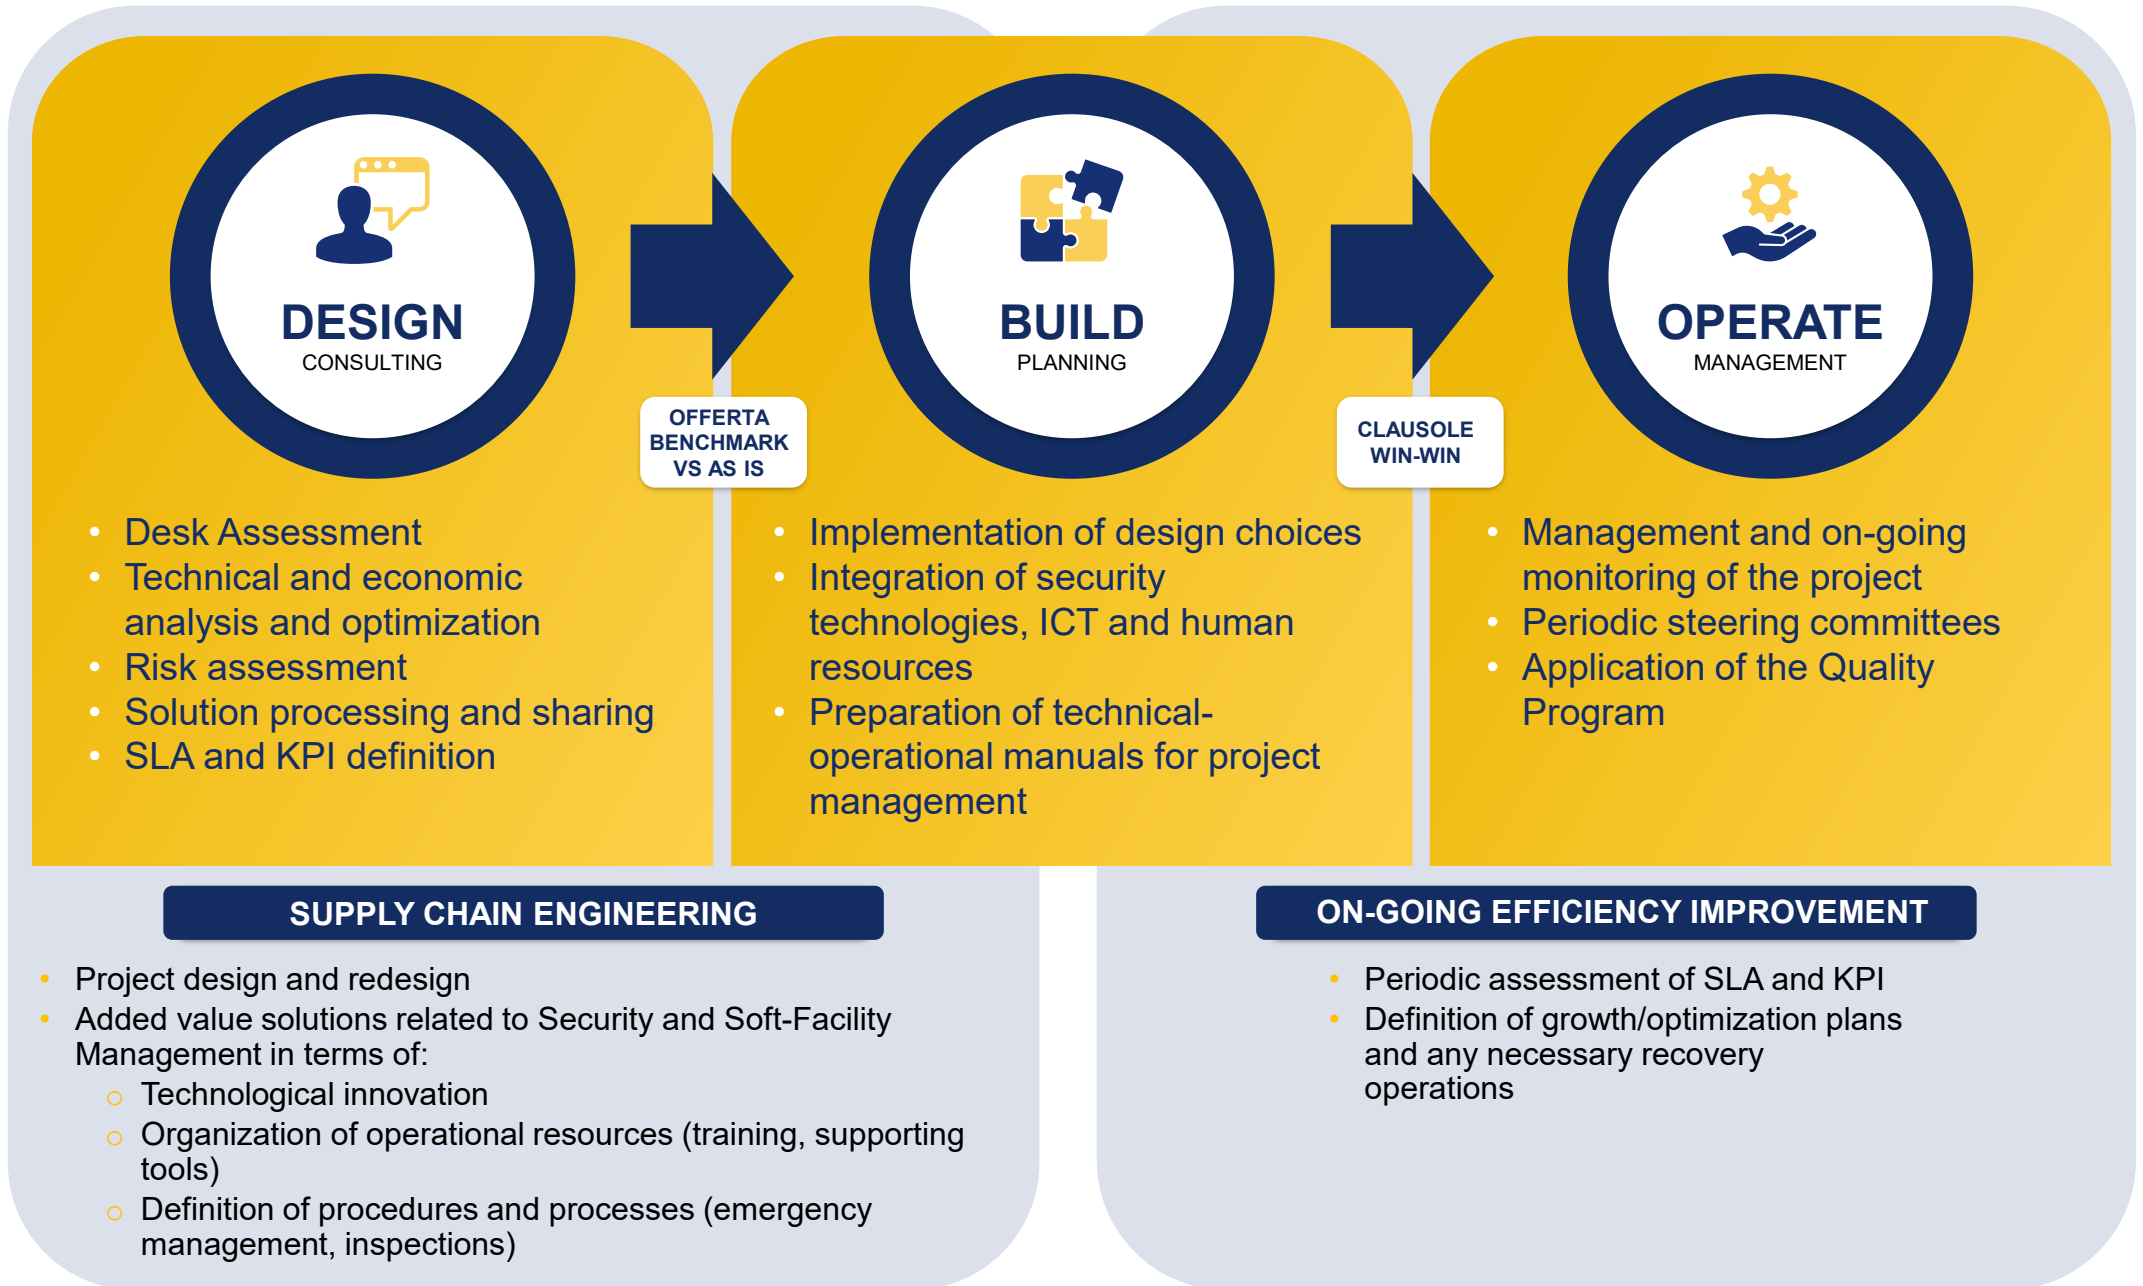 DESIGN
CONSULTING
OFFERTA
BENCHMARK
VS AS IS
BUILD
PLANNING
CLAUSOLE
WIN-WIN
OPERATE
MANAGEMENT
• Desk Assessment
• Technical and economic
analysis and optimization
• Risk assessment
• Solution processing and sharing
• SLA and KPI definition
• Implementation of design choices
• Integration of security
technologies, ICT and human
resources
• Preparation of technical-
operational manuals for project
management
• Management and on-going
monitoring of the project
• Periodic steering committees
• Application of the Quality
Program
SUPPLY CHAIN ENGINEERING
• Project design and redesign
• Added value solutions related to Security and Soft-Facility
Management in terms of:
o Technological innovation
o Organization of operational resources (training, supporting
tools)
o Definition of procedures and processes (emergency
management, inspections)
ON-GOING EFFICIENCY IMPROVEMENT
• Periodic assessment of SLA and KPI
• Definition of growth/optimization plans
and any necessary recovery
operations